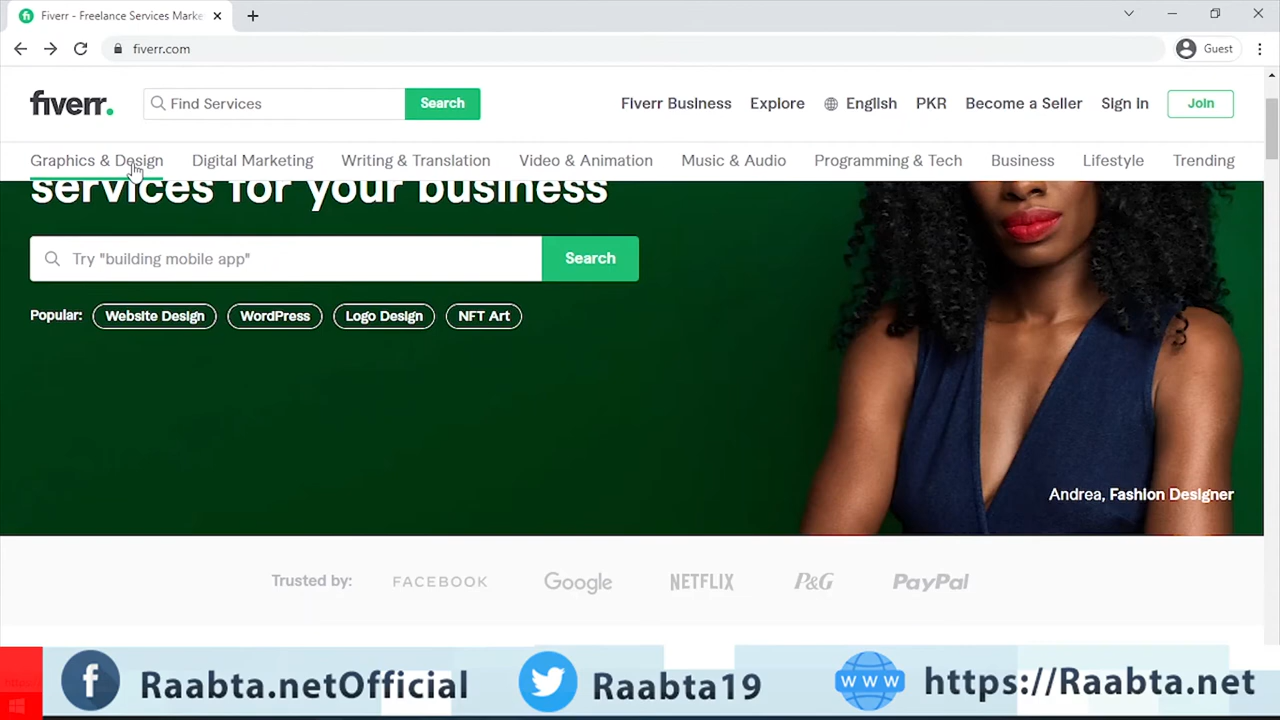 Fiverr - Freelance Services Marke
fiverr.com
Guest
fiverr.
Find Services
Search
Fiverr Business
Explore
English
PKR
Become a Seller
Sign In
Join
Graphics & Design
Digital Marketing
Writing & Translation
Video & Animation
Music & Audio
Programming & Tech
Business
Lifestyle
Trending
services for your business
Try "building mobile app"
Search
Popular:
Website Design
WordPress
Logo Design
NFT Art
Andrea, Fashion Designer
Trusted by:
FACEBOOK
Google
NETFLIX
P&G
PayPal
Raabta.netOfficial
Raabta19
WWW
https://Raabta.net